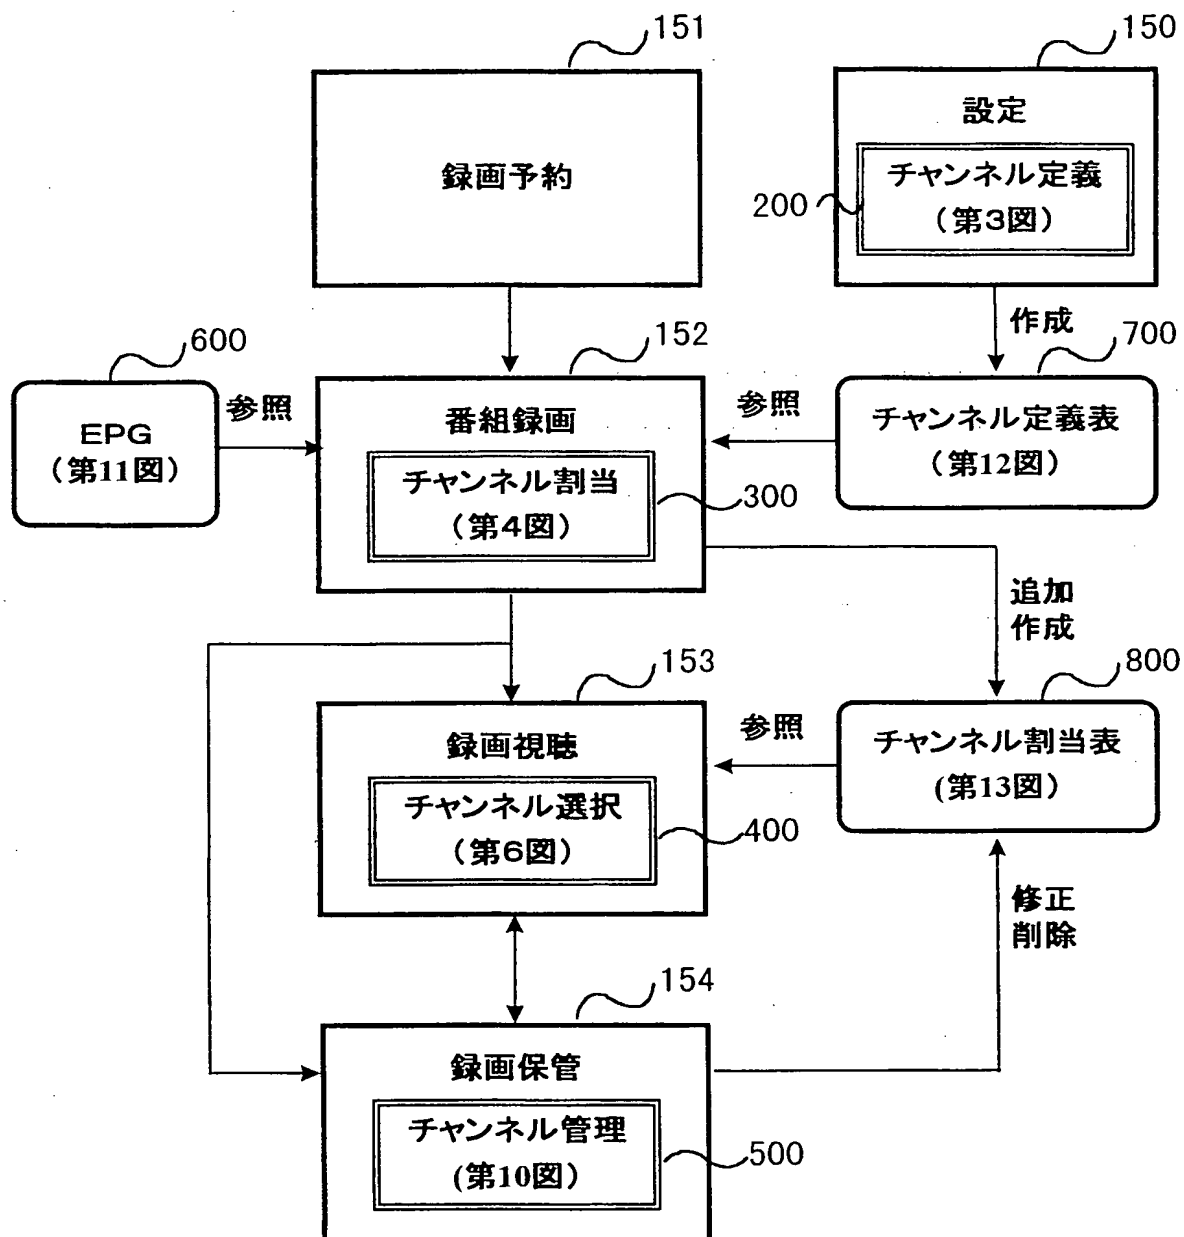 151
150
録画予約
設定
チャンネル定義
(第3図)
200
作成
600
152
700
参照
参照
EPG
(第11図)
番組録画
チャンネル割当
(第4図)
300
チャンネル定義表
(第12図)
追加
作成
153
800
録画視聴
チャンネル選択
(第6図)
400
参照
チャンネル割当表
(第13図)
修正
削除
154
録画保管
チャンネル管理
(第10図)
500